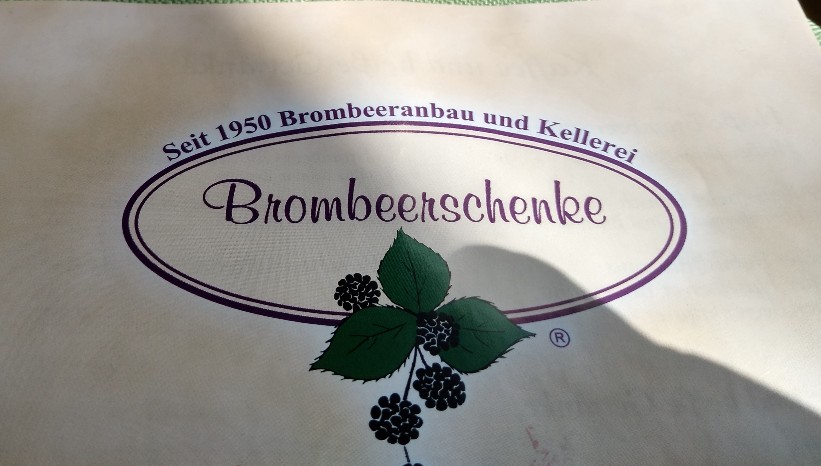 Seit 1950 Brombeeranbau und Kellerei
Brombeerschenke
®